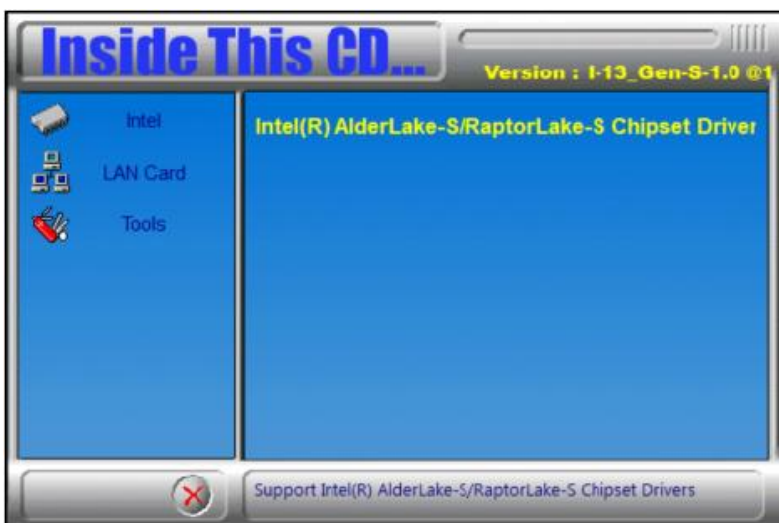 Inside This CD...
Version : I-13_Gen-S-1.0 @1
Intel
LAN Card
Tools
Intel(R) AlderLake-S/RaptorLake-S Chipset Driver
Support Intel(R) AlderLake-S/RaptorLake-S Chipset Drivers